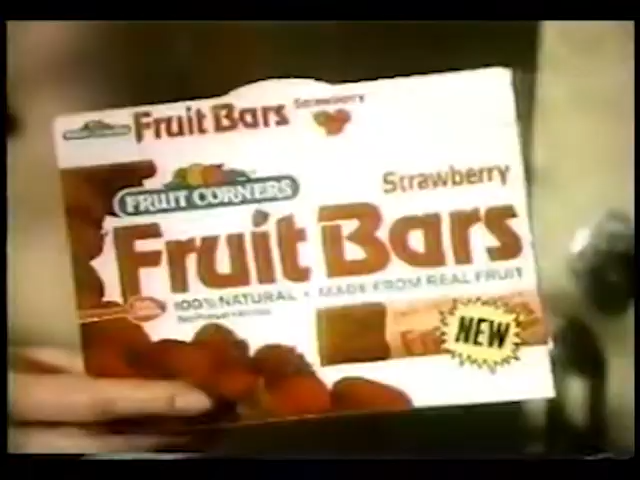 Fruit Bars Strawberry
FRUIT CORNERS
Strawberry
Fruit Bars
100% NATURAL • MADE FROM REAL FRUIT
NEW